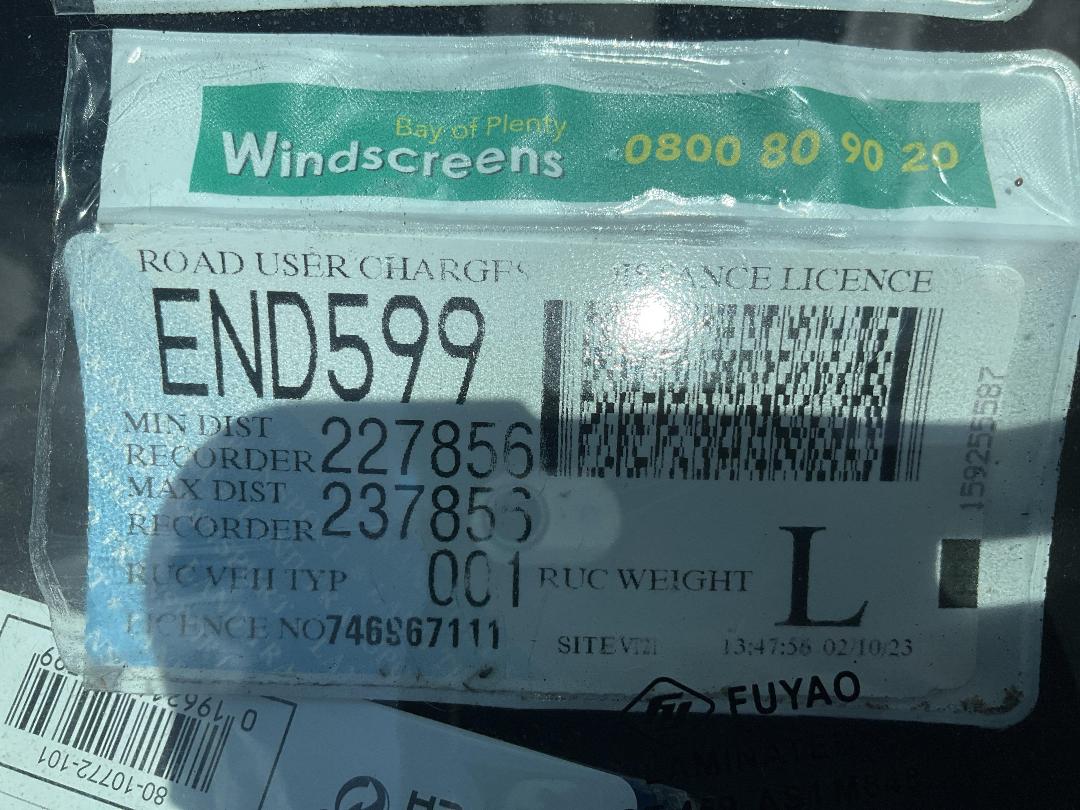 Bay of Plenty
Windscreens 0800 80 90 20
ROAD USER CHARGES DISTANCE LICENCE
END599
MIN DIST
RECORDER 227856
MAX DIST
RECORDER 237856
RUC VEH TYP 001 RUC WEIGHT L
LICENCE NO 746967111
SITE VT21 13:47:56 02/10/23
159255587
FUYAO
80-10772-101